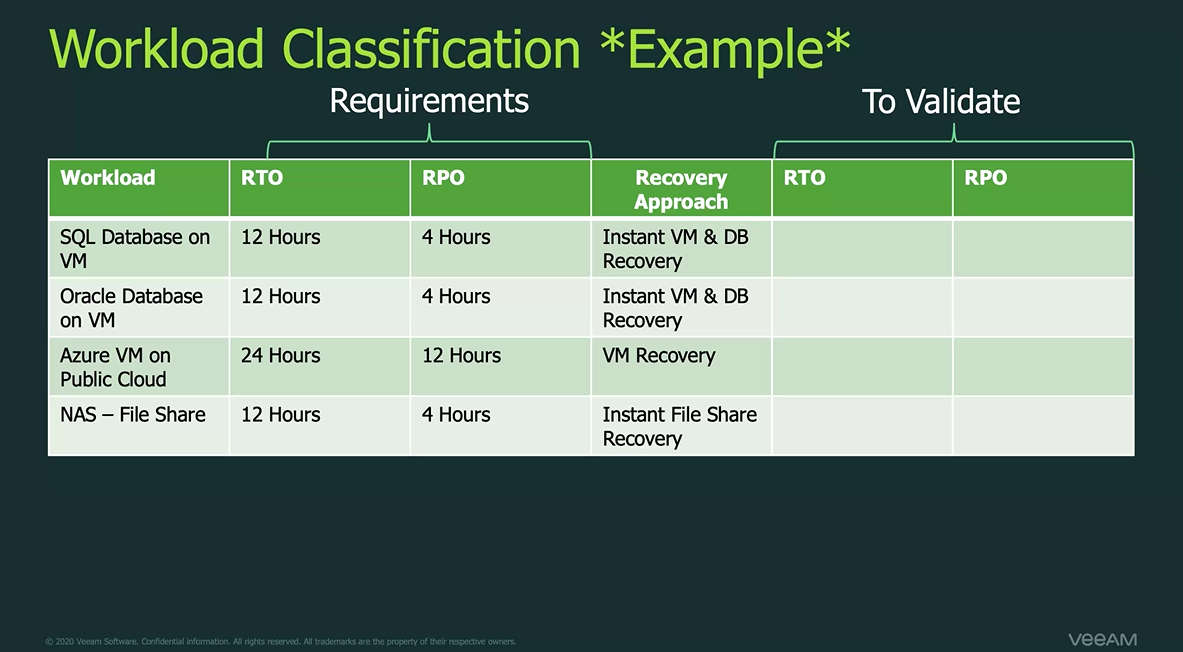 Workload Classification *Example*
Requirements
To Validate
Workload
RTO
RPO
Recovery
Approach
RTO
RPO
SQL Database on
VM
12 Hours
4 Hours
Instant VM & DB
Recovery
Oracle Database
on VM
12 Hours
4 Hours
Instant VM & DB
Recovery
Azure VM on
Public Cloud
24 Hours
12 Hours
VM Recovery
NAS – File Share
12 Hours
4 Hours
Instant File Share
Recovery
© 2020 Veeam Software. Confidential information. All rights reserved. All trademarks are the property of their respective owners.
VEEAM